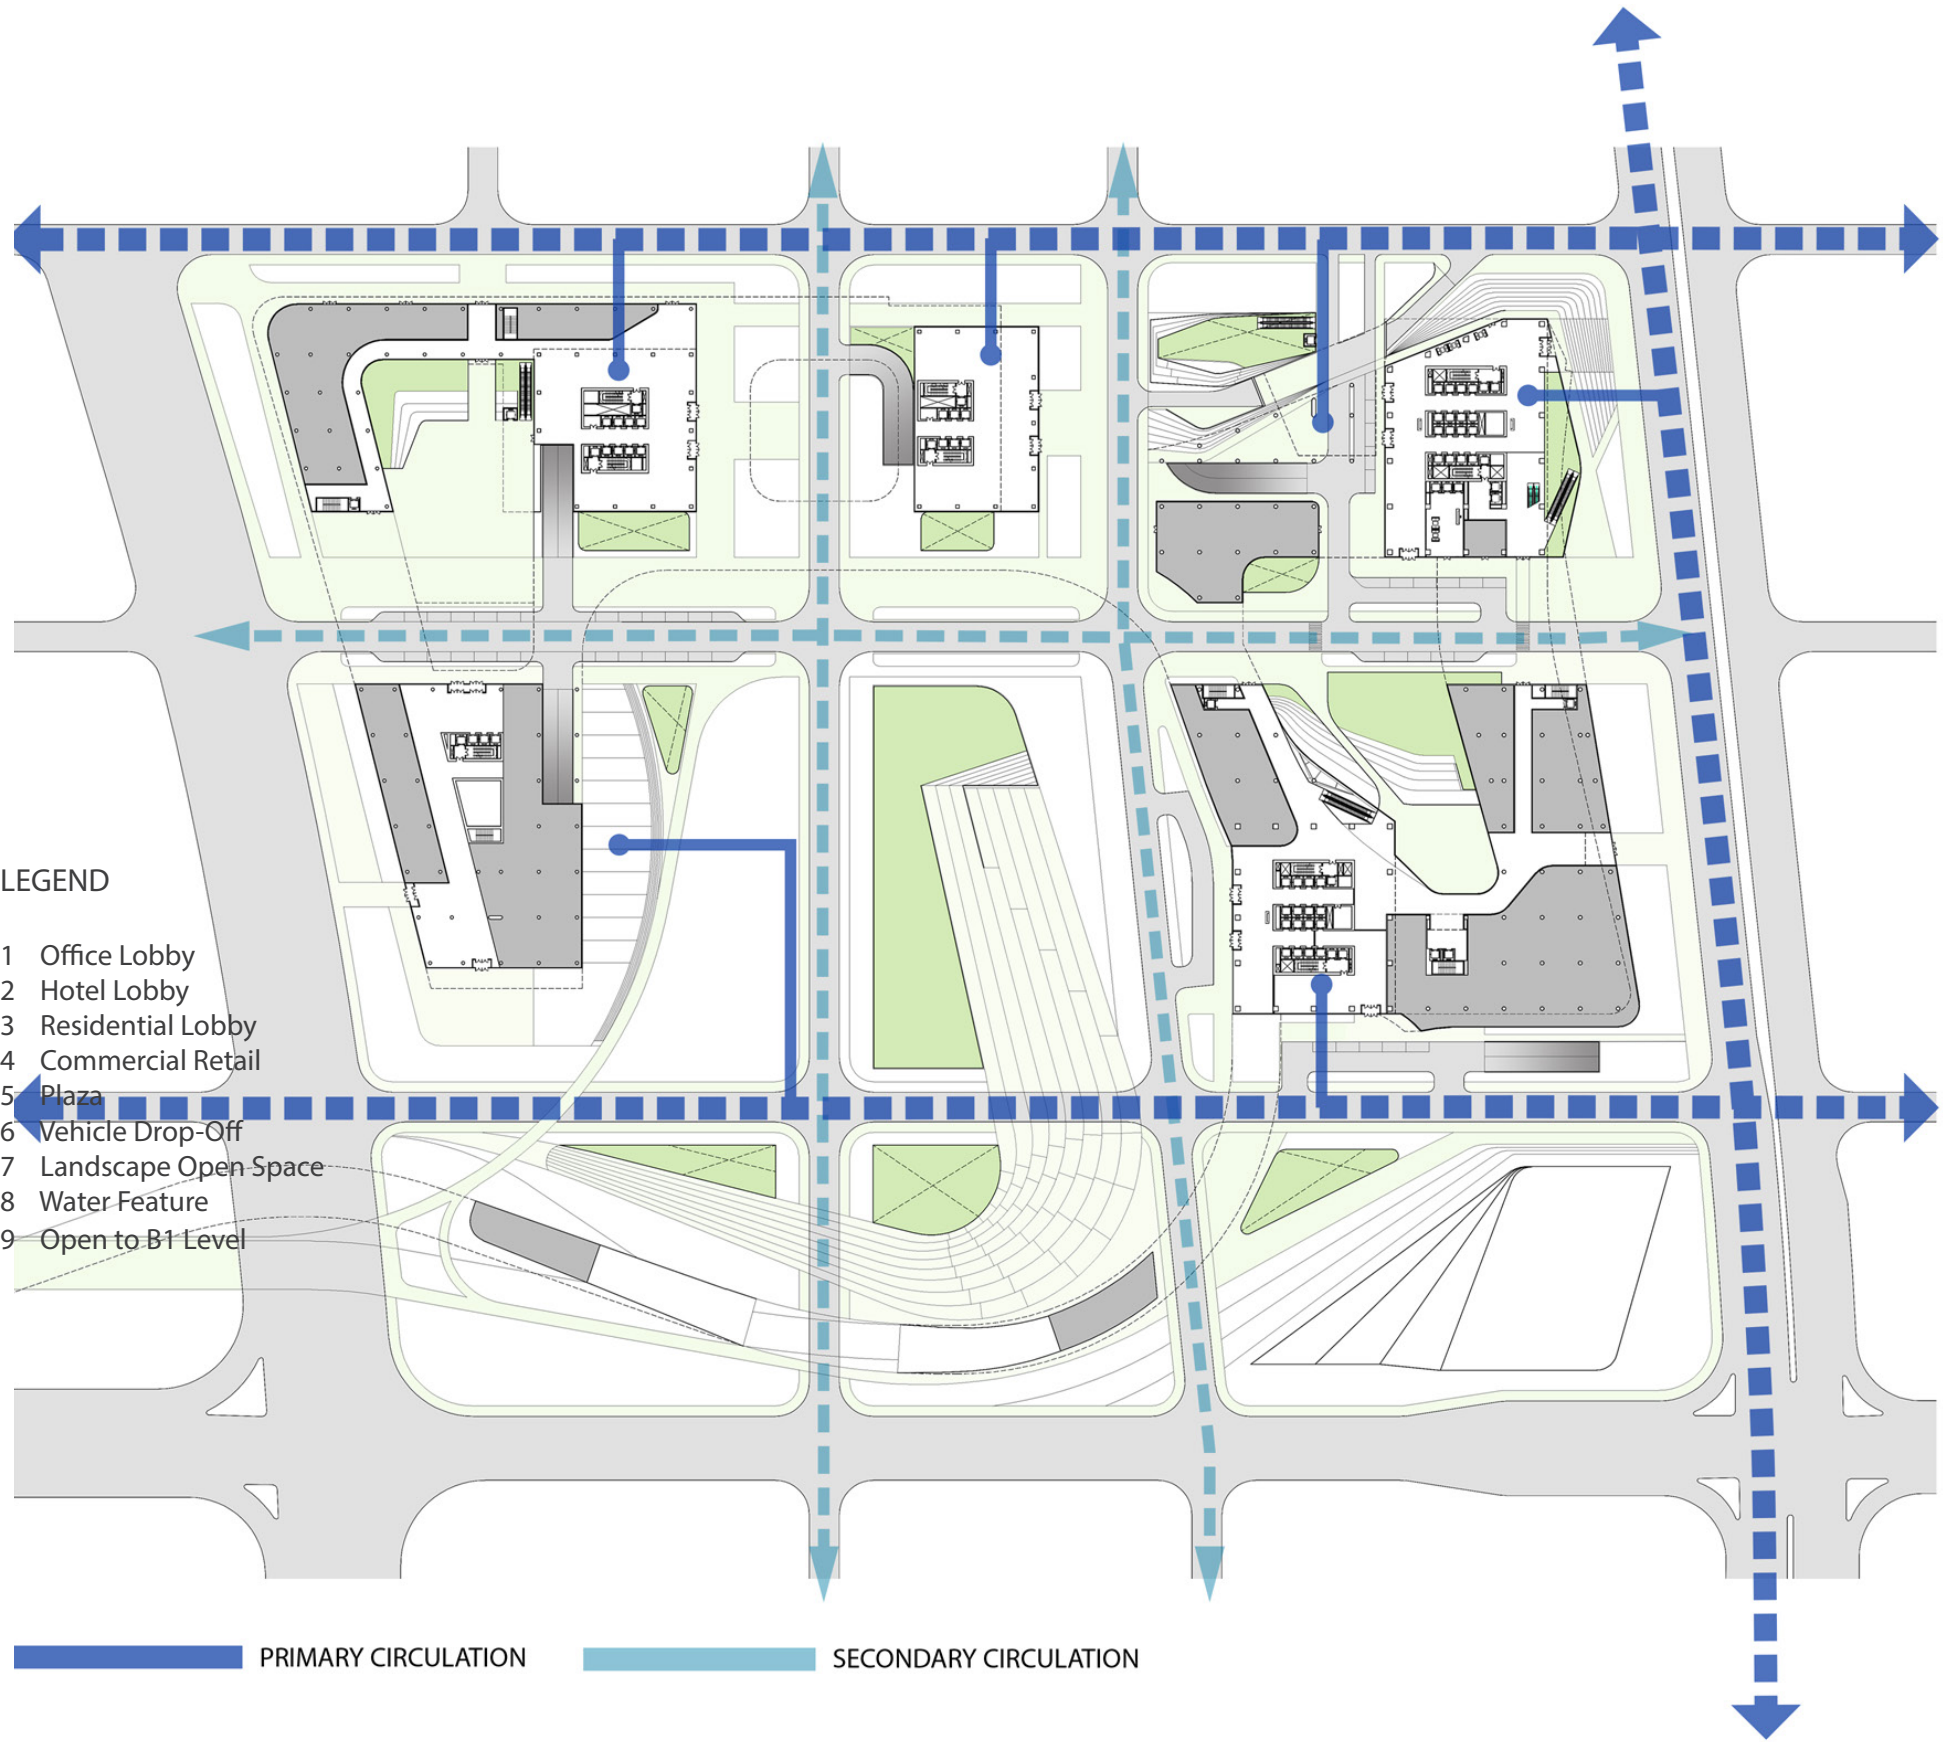 LEGEND
1 Office Lobby
2 Hotel Lobby
3 Residential Lobby
4 Commercial Retail
5 Plaza
6 Vehicle Drop-Off
7 Landscape Open Space
8 Water Feature
9 Open to B1 Level
PRIMARY CIRCULATION
SECONDARY CIRCULATION